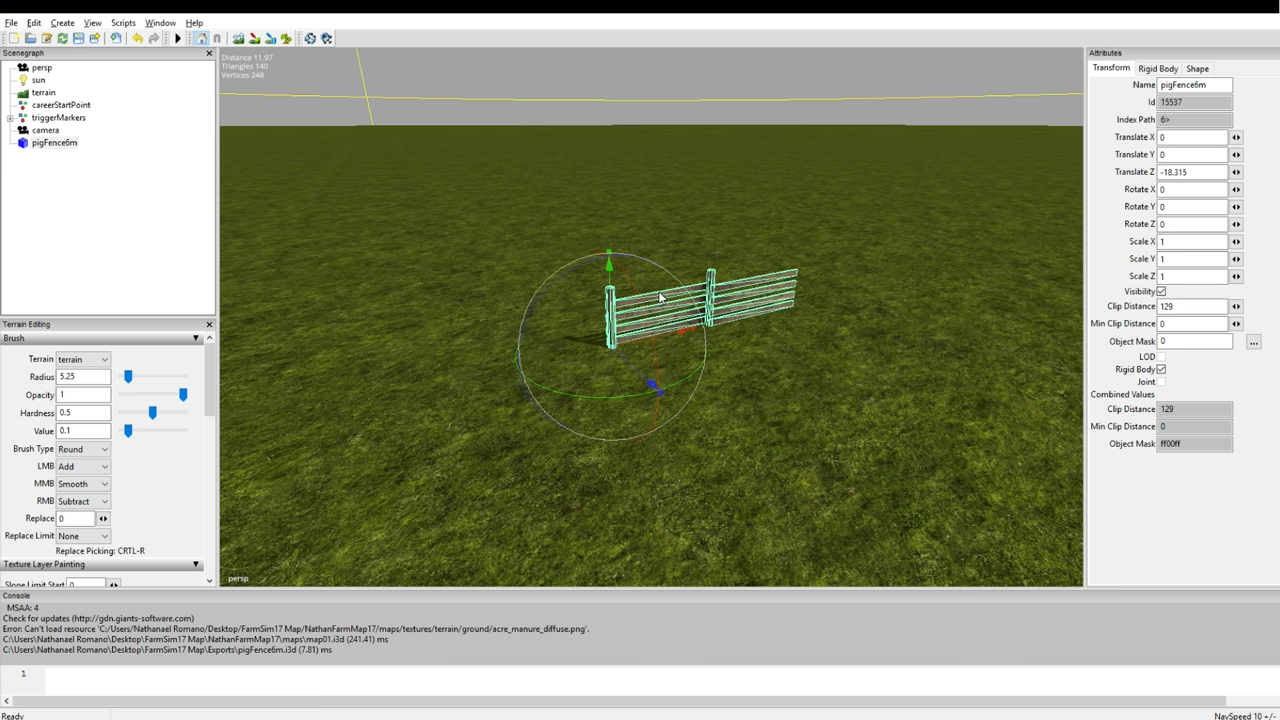 File Edit Create View Scripts Window Help
Scenegraph
persp
sun
terrain
careerStartPoint
triggerMarkers
camera
pigFence6m
Terrain Editing
Brush
Terrain terrain
Radius 5.25
Opacity 1
Hardness 0.5
Value 0.1
Brush Type Round
LMB Add
MMB Smooth
RMB Subtract
Replace 0
Replace Limit None
Replace Picking: CRTL-R
Texture Layer Painting
Slope Limit Start 0
Distance 11.97
Triangles 140
Vertices 248
persp
Attributes
Transform Rigid Body Shape
Name pigFence6m
Id 15537
Index Path 6>
Translate X 0
Translate Y 0
Translate Z -18.315
Rotate X 0
Rotate Y 0
Rotate Z 0
Scale X 1
Scale Y 1
Scale Z 1
Visibility
Clip Distance 129
Min Clip Distance 0
Object Mask 0 ...
LOD
Rigid Body
Joint
Combined Values
Clip Distance 129
Min Clip Distance 0
Object Mask ff00ff
Console
MSAA: 4
Check for updates (http://gdn.giants-software.com)
Error: Can't load resource 'C:/Users/Nathanael Romano/Desktop/FarmSim17 Map/NathanFarmMap17/maps/textures/terrain/ground/acre_manure_diffuse.png'.
C:\Users\Nathanael Romano\Desktop\FarmSim17 Map\NathanFarmMap17\maps\map01.i3d (241.41) ms
C:\Users\Nathanael Romano\Desktop\FarmSim17 Map\Exports\pigFence6m.i3d (7.81) ms
1
Ready
NavSpeed 10 +/-